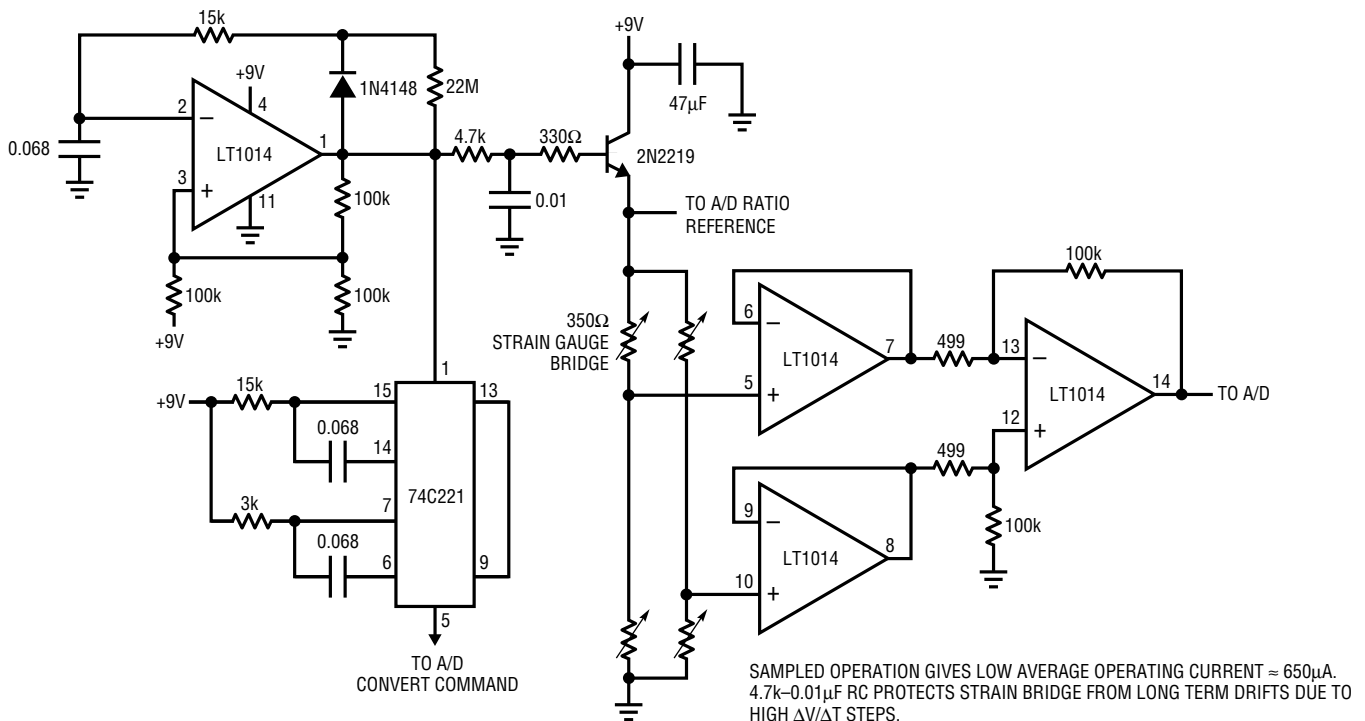 15k
+9V
+9V
1N4148
22M
47µF
2
4
4.7k
330Ω
−
1
0.068
LT1014
2N2219
3
+
11
100k
0.01
TO A/D RATIO
REFERENCE
100k
100k
+9V
100k
6
−
350Ω
STRAIN GAUGE
BRIDGE
LT1014
7
499
13
−
5
+
LT1014
14
TO A/D
12
+
1
+9V
15k
15
13
0.068
14
499
74C221
7
9
−
3k
0.068
LT1014
8
100k
6
9
10
+
5
TO A/D
CONVERT COMMAND
SAMPLED OPERATION GIVES LOW AVERAGE OPERATING CURRENT ≈ 650µA.
4.7k–0.01µF RC PROTECTS STRAIN BRIDGE FROM LONG TERM DRIFTS DUE TO
HIGH ∆V/∆T STEPS.